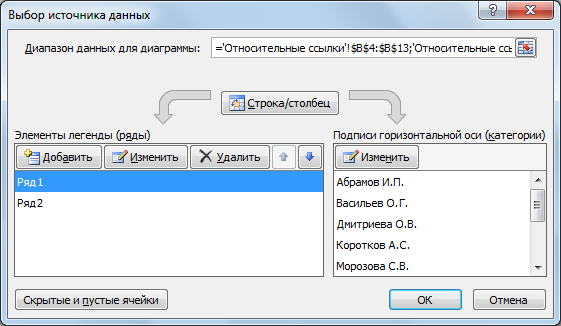 Выбор источника данных
Диапазон данных для диаграммы: ='Относительные ссылки'!$B$4:$B$13;'Относительные ссы
Строка/столбец
Элементы легенды (ряды)
Подписи горизонтальной оси (категории)
Добавить Изменить Удалить
Изменить
Ряд1
Ряд2
Абрамов И.П.
Васильев О.Г.
Дмитриева О.В.
Коротков А.С.
Морозова С.В.
Скрытые и пустые ячейки
ОК Отмена